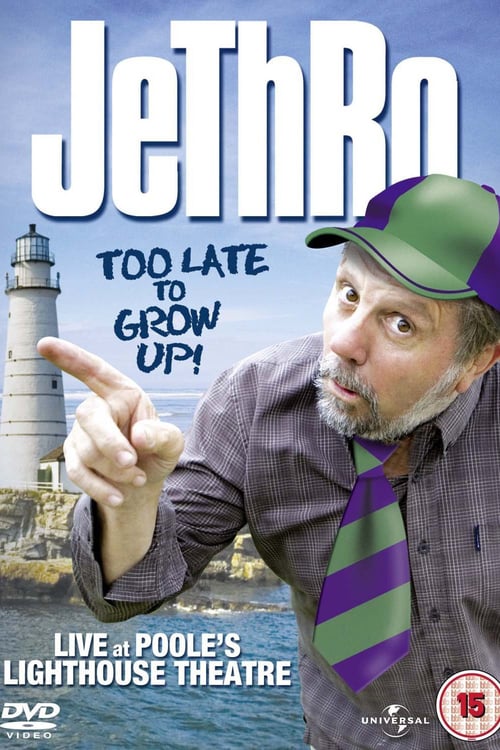 JeThRo
TOO LATE
TO
GROW
UP!
LIVE at POOLE'S
LIGHTHOUSE THEATRE
DVD
VIDEO
UNIVERSAL
15